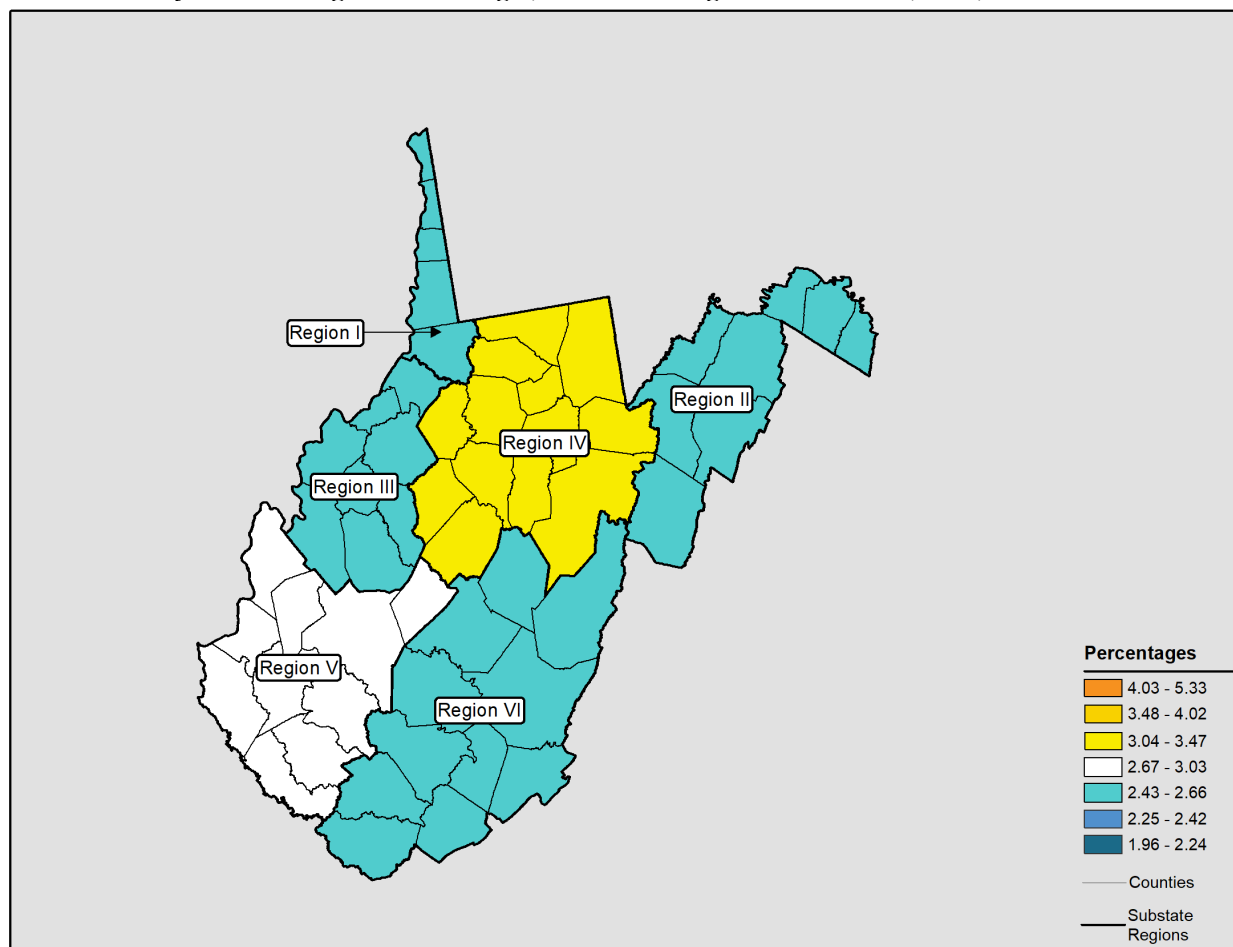 Region I
Region II
Region IV
Region III
Region V
Region VI
Percentages
4.03 - 5.33
3.48 - 4.02
3.04 - 3.47
2.67 - 3.03
2.43 - 2.66
2.25 - 2.42
1.96 - 2.24
Counties
Substate
Regions